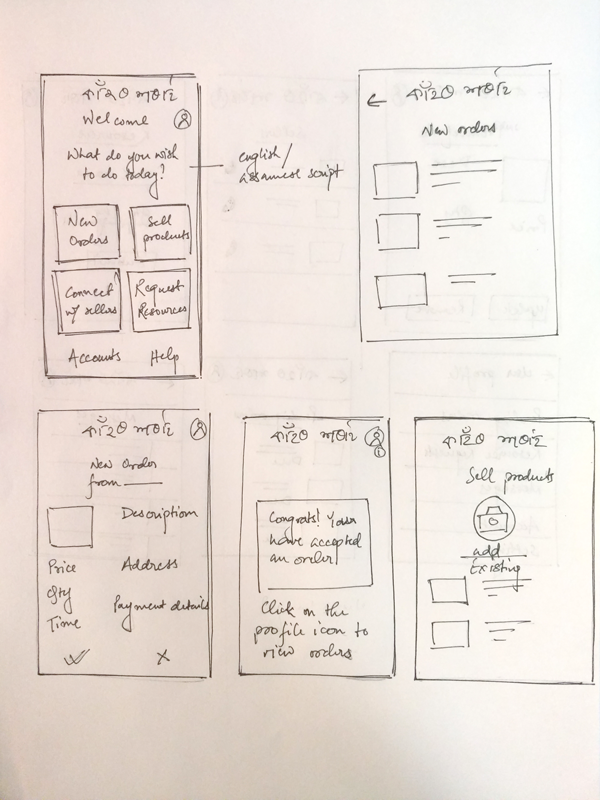 Welcome
What do you wish
to do today?
New
Orders
Sell
products
Connect
w/ sellers
Request
Resources
Accounts Help
english/
assamese script
New orders
New Order
from
Description
Price
Address
Qty
Payment details
Time
Congrats! Your
have accepted
an order
Click on the
profile icon to
view orders
Sell products
add
Existing